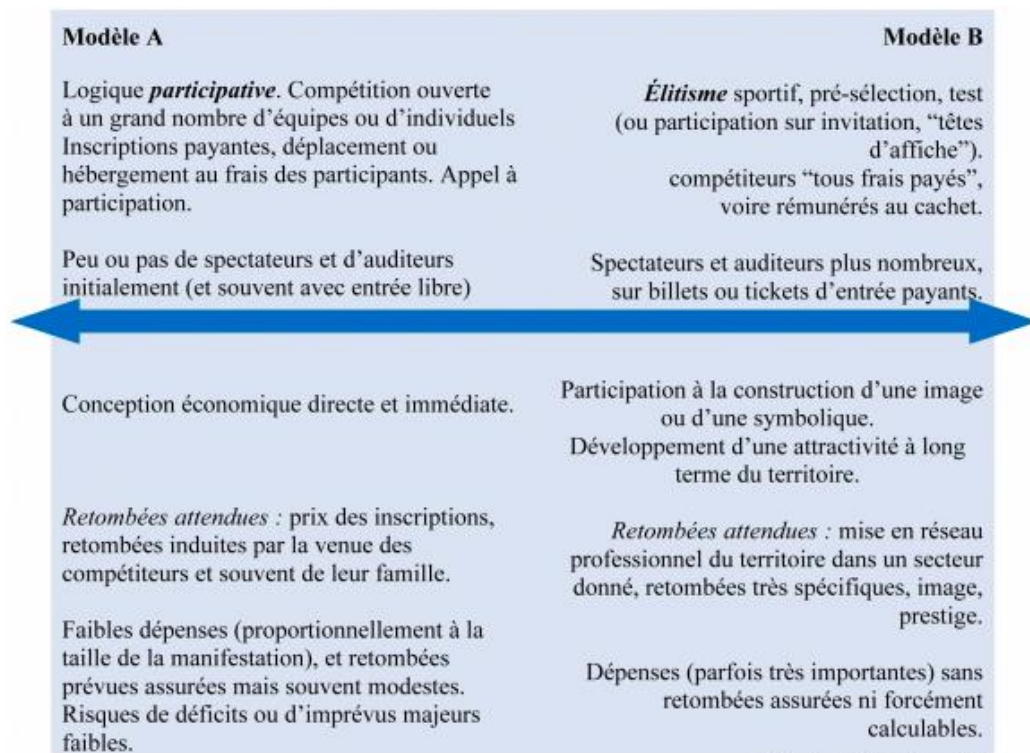 Modèle A
Logique participative. Compétition ouverte
à un grand nombre d’équipes ou d’individuels
Inscriptions payantes, déplacement ou
hébergement au frais des participants. Appel à
participation.
Peu ou pas de spectateurs et d’auditeurs
initialement (et souvent avec entrée libre)
Conception économique directe et immédiate.
Retombées attendues : prix des inscriptions,
retombées induites par la venue des
compétiteurs et souvent de leur famille.
Faibles dépenses (proportionnellement à la
taille de la manifestation), et retombées
prévues assurées mais souvent modestes.
Risques de déficits ou d’imprévus majeurs
faibles.
Modèle B
Élitisme sportif, pré-sélection, test
(ou participation sur invitation, “têtes
d’affiche”).
compétiteurs “tous frais payés”,
voire rémunérés au cachet.
Spectateurs et auditeurs plus nombreux,
sur billets ou tickets d’entrée payants.
Participation à la construction d’une image
ou d’une symbolique.
Développement d’une attractivité à long
terme du territoire.
Retombées attendues : mise en réseau
professionnel du territoire dans un secteur
donné, retombées très spécifiques, image,
prestige.
Dépenses (parfois très importantes) sans
retombées assurées ni forcément
calculables.